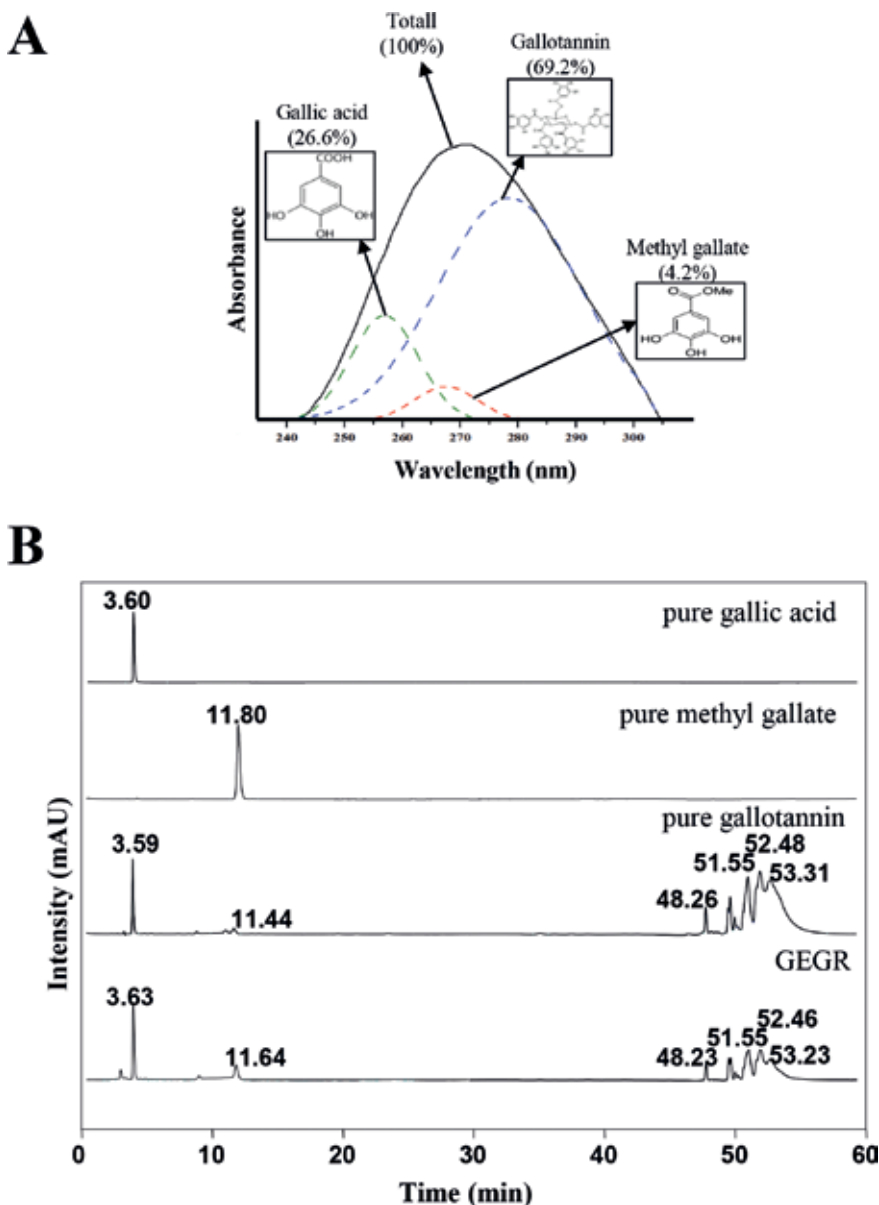 A
Totall
(100%)
Gallotannin
(69.2%)
Gallic acid
(26.6%)
COOH
HO
OH
OH
Methyl gallate
(4.2%)
O
OMe
HO
OH
OH
Absorbance
240 250 260 270 280 290 300
Wavelength (nm)
B
3.60
pure gallic acid
11.80
pure methyl gallate
pure gallotannin
3.59
11.44
48.26
51.55
52.48
53.31
GEGR
3.63
11.64
48.23
51.55
52.46
53.23
Intensity (mAU)
0 10 20 30 40 50 60
Time (min)